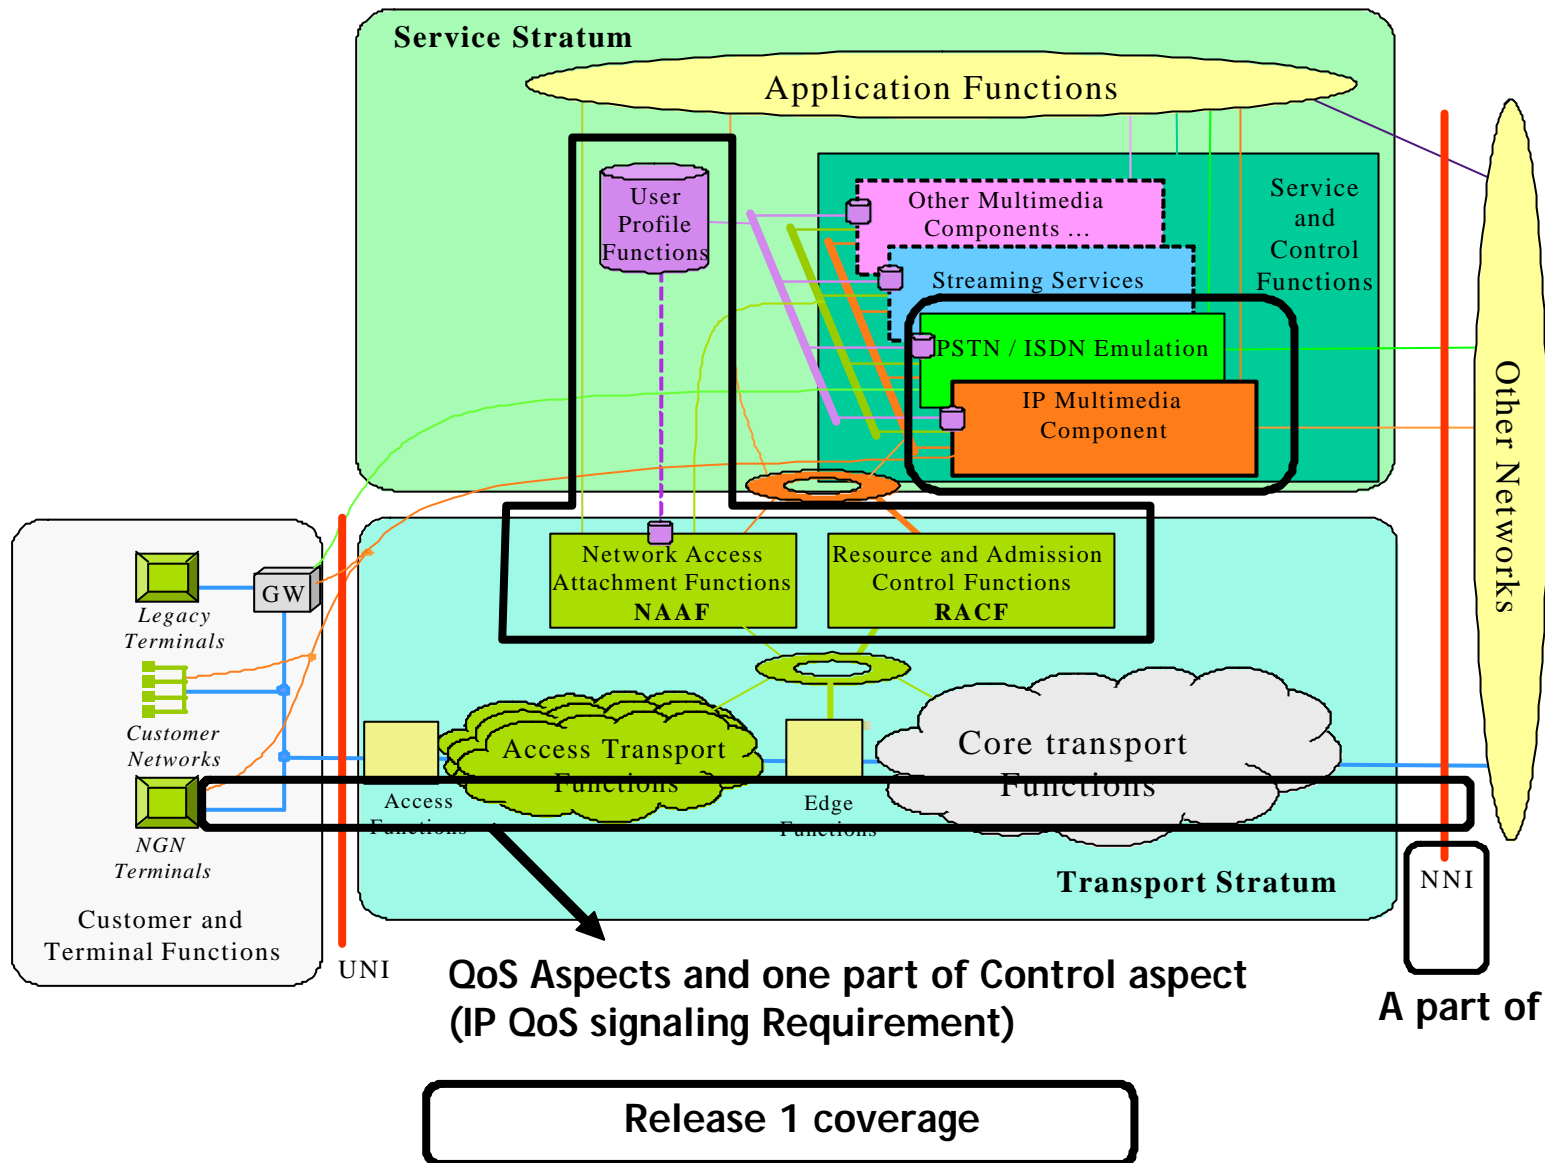 Service Stratum
Application Functions
User
Profile
Functions
Other Multimedia
Components ...
Streaming Services
PSTN / ISDN Emulation
IP Multimedia
Component
Service
and
Control
Functions
Other Networks
Network Access
Attachment Functions
NAAF
Resource and Admission
Control Functions
RACF
GW
Legacy
Terminals
Customer
Networks
NGN
Terminals
Customer and
Terminal Functions
UNI
Access
Functions
Access Transport
Functions
Edge
Functions
Core transport
Functions
Transport Stratum
NNI
QoS Aspects and one part of Control aspect
(IP QoS signaling Requirement)
A part of
Release 1 coverage